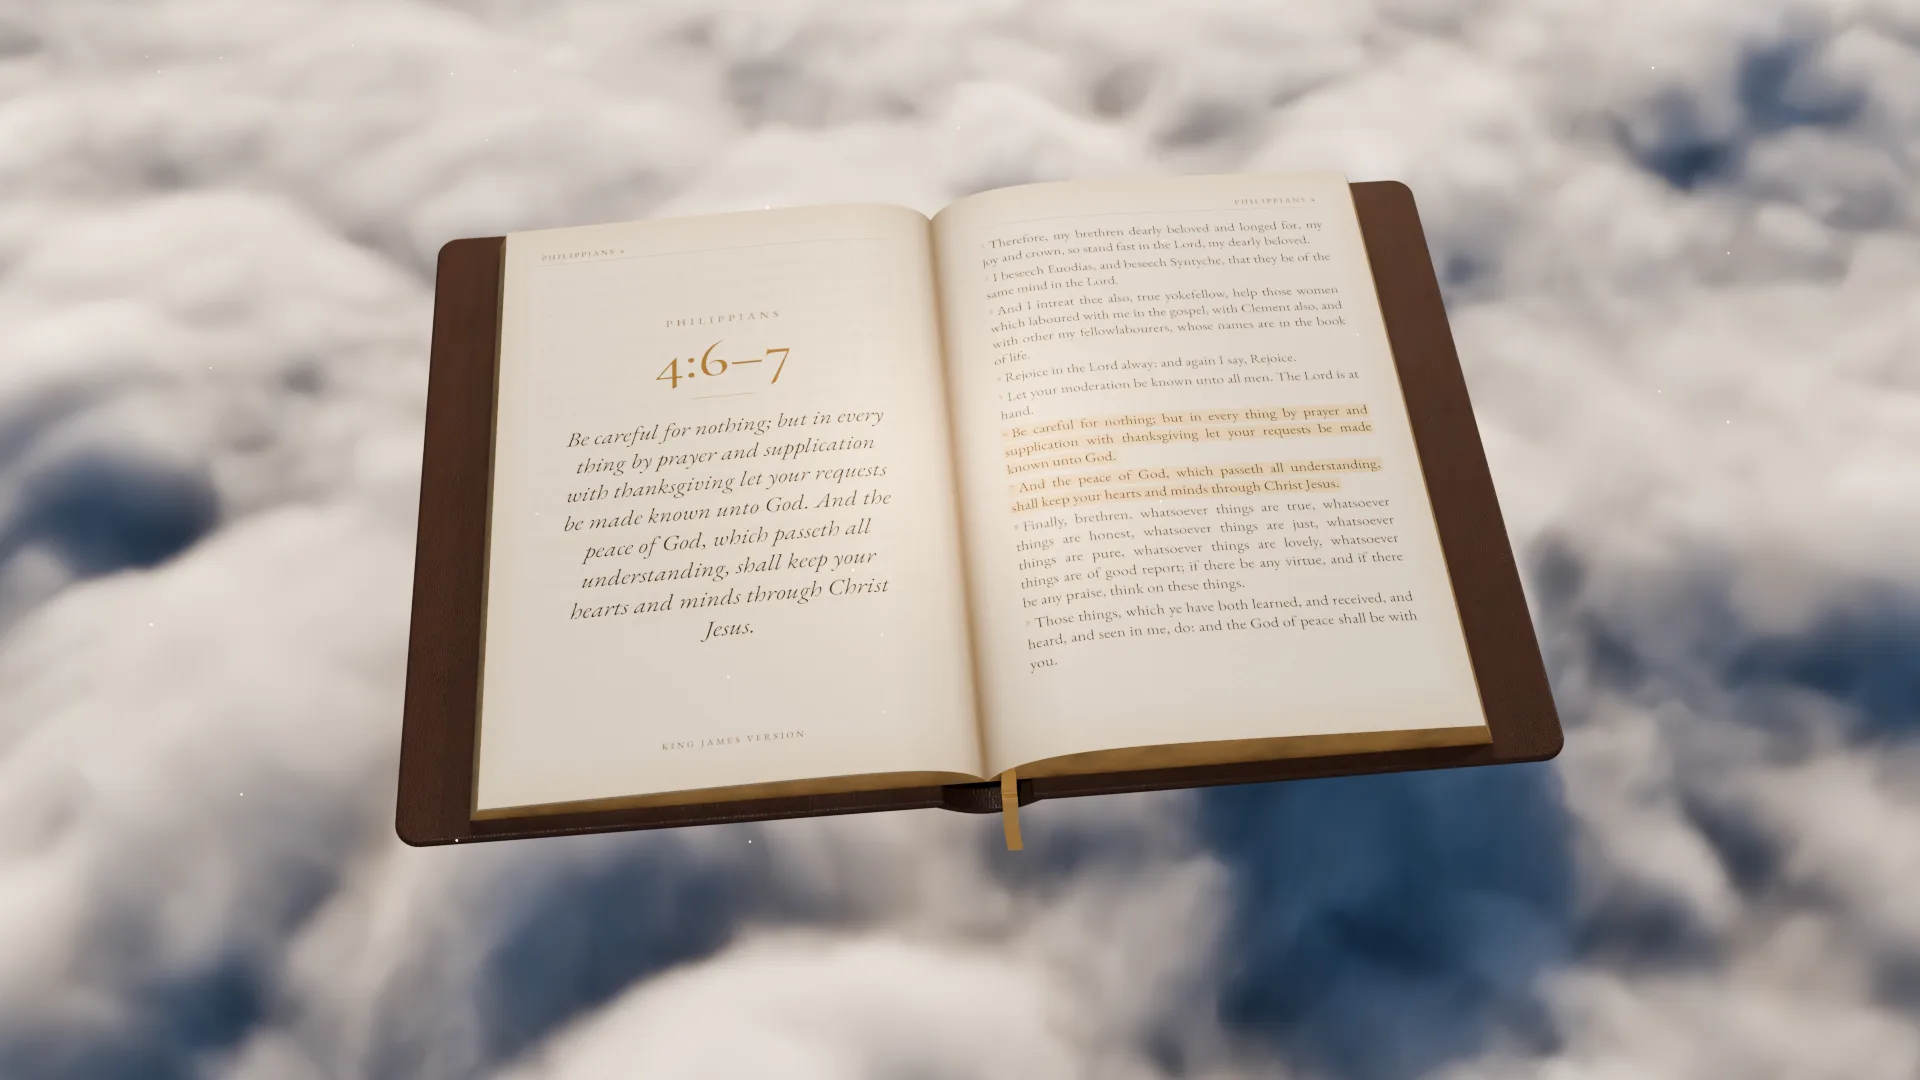 PHILIPPIANS 4
PHILIPPIANS
4:6–7
Be careful for nothing; but in every
thing by prayer and supplication
with thanksgiving let your requests
be made known unto God. And the
peace of God, which passeth all
understanding, shall keep your
hearts and minds through Christ
Jesus.
KING JAMES VERSION
PHILIPPIANS 4
Therefore, my brethren dearly beloved and longed for, my
joy and crown, so stand fast in the Lord, my dearly beloved.
I beseech Euodias, and beseech Syntyche, that they be of the
same mind in the Lord.
And I intreat thee also, true yokefellow, help those women
which laboured with me in the gospel, with Clement also, and
with other my fellowlabourers, whose names are in the book
of life.
Rejoice in the Lord alway: and again I say, Rejoice.
Let your moderation be known unto all men. The Lord is at
hand.
Be careful for nothing; but in every thing by prayer and
supplication with thanksgiving let your requests be made
known unto God.
And the peace of God, which passeth all understanding,
shall keep your hearts and minds through Christ Jesus.
Finally, brethren, whatsoever things are true, whatsoever
things are honest, whatsoever things are just, whatsoever
things are pure, whatsoever things are lovely, whatsoever
things are of good report; if there be any virtue, and if there
be any praise, think on these things.
Those things, which ye have both learned, and received, and
heard, and seen in me, do: and the God of peace shall be with
you.